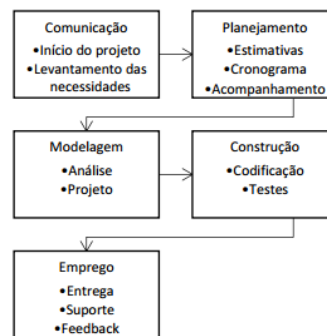 Comunicação
•Início do projeto
•Levantamento das
necessidades
Planejamento
•Estimativas
•Cronograma
•Acompanhamento
Modelagem
•Análise
•Projeto
Construção
•Codificação
•Testes
Emprego
•Entrega
•Suporte
•Feedback